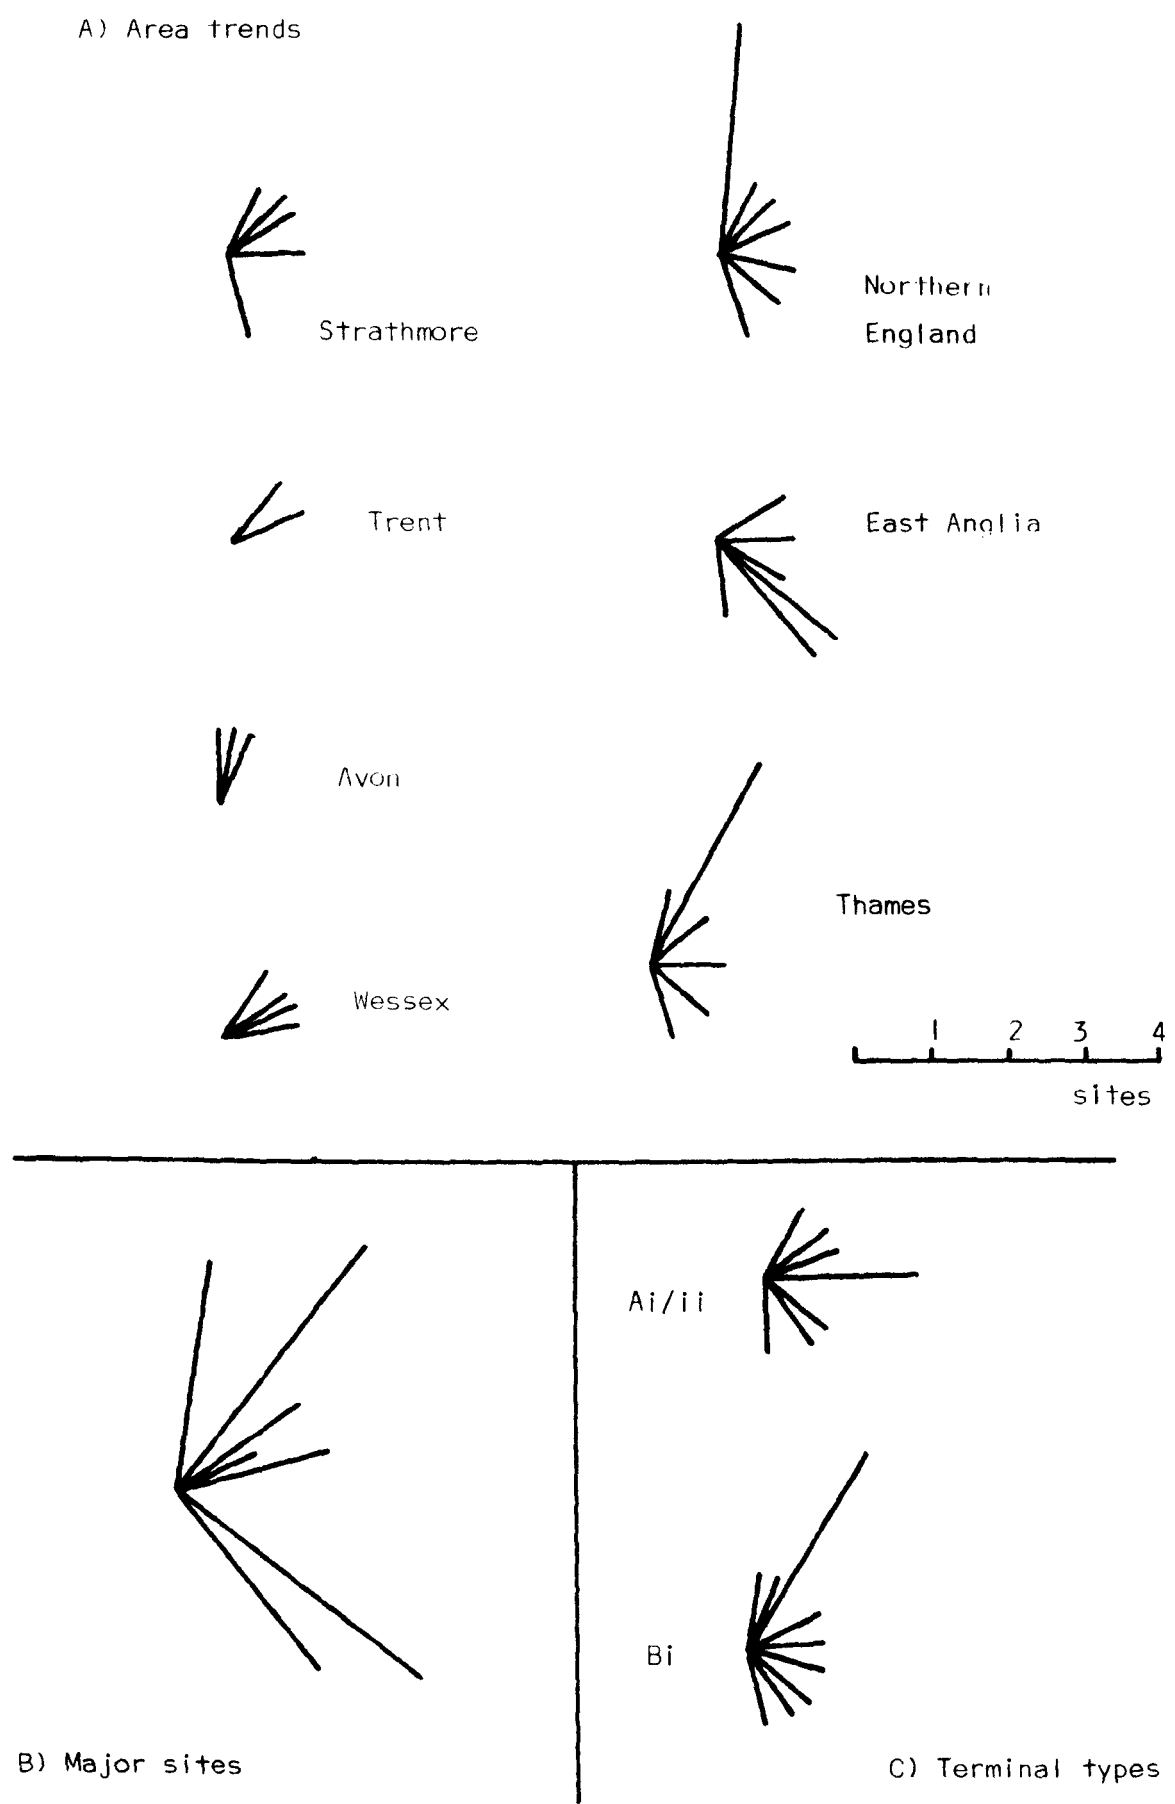 A) Area trends
Strathmore
Northern
England
Trent
East Anglia
Avon
Thames
Wessex
1 2 3 4
sites
Ai/ii
Bi
B) Major sites
C) Terminal types